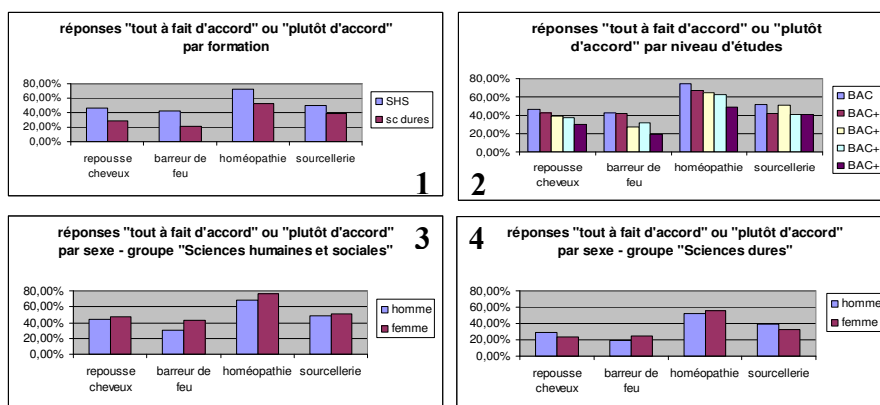 réponses "tout à fait d'accord" ou "plutôt d'accord"
par formation
80,00%
60,00%
40,00%
20,00%
0,00%
repousse
cheveux
barreur de
feu
homéopathie
sourcellerie
SHS
sc dures
1
réponses "tout à fait d'accord" ou "plutôt
d'accord" par niveau d'études
80,00%
60,00%
40,00%
20,00%
0,00%
repousse
cheveux
barreur de
feu
homéopathie
sourcellerie
BAC
BAC+
BAC+
BAC+
BAC+
2
réponses "tout à fait d'accord" ou "plutôt d'accord"
par sexe - groupe "Sciences humaines et sociales"
3
80,00%
60,00%
40,00%
20,00%
0,00%
repousse
cheveux
barreur de
feu
homéopathie
sourcellerie
homme
femme
4
réponses "tout à fait d'accord" ou "plutôt d'accord"
par sexe - groupe "Sciences dures"
80,00%
60,00%
40,00%
20,00%
0,00%
repousse
cheveux
barreur de
feu
homéopathie
sourcellerie
homme
femme